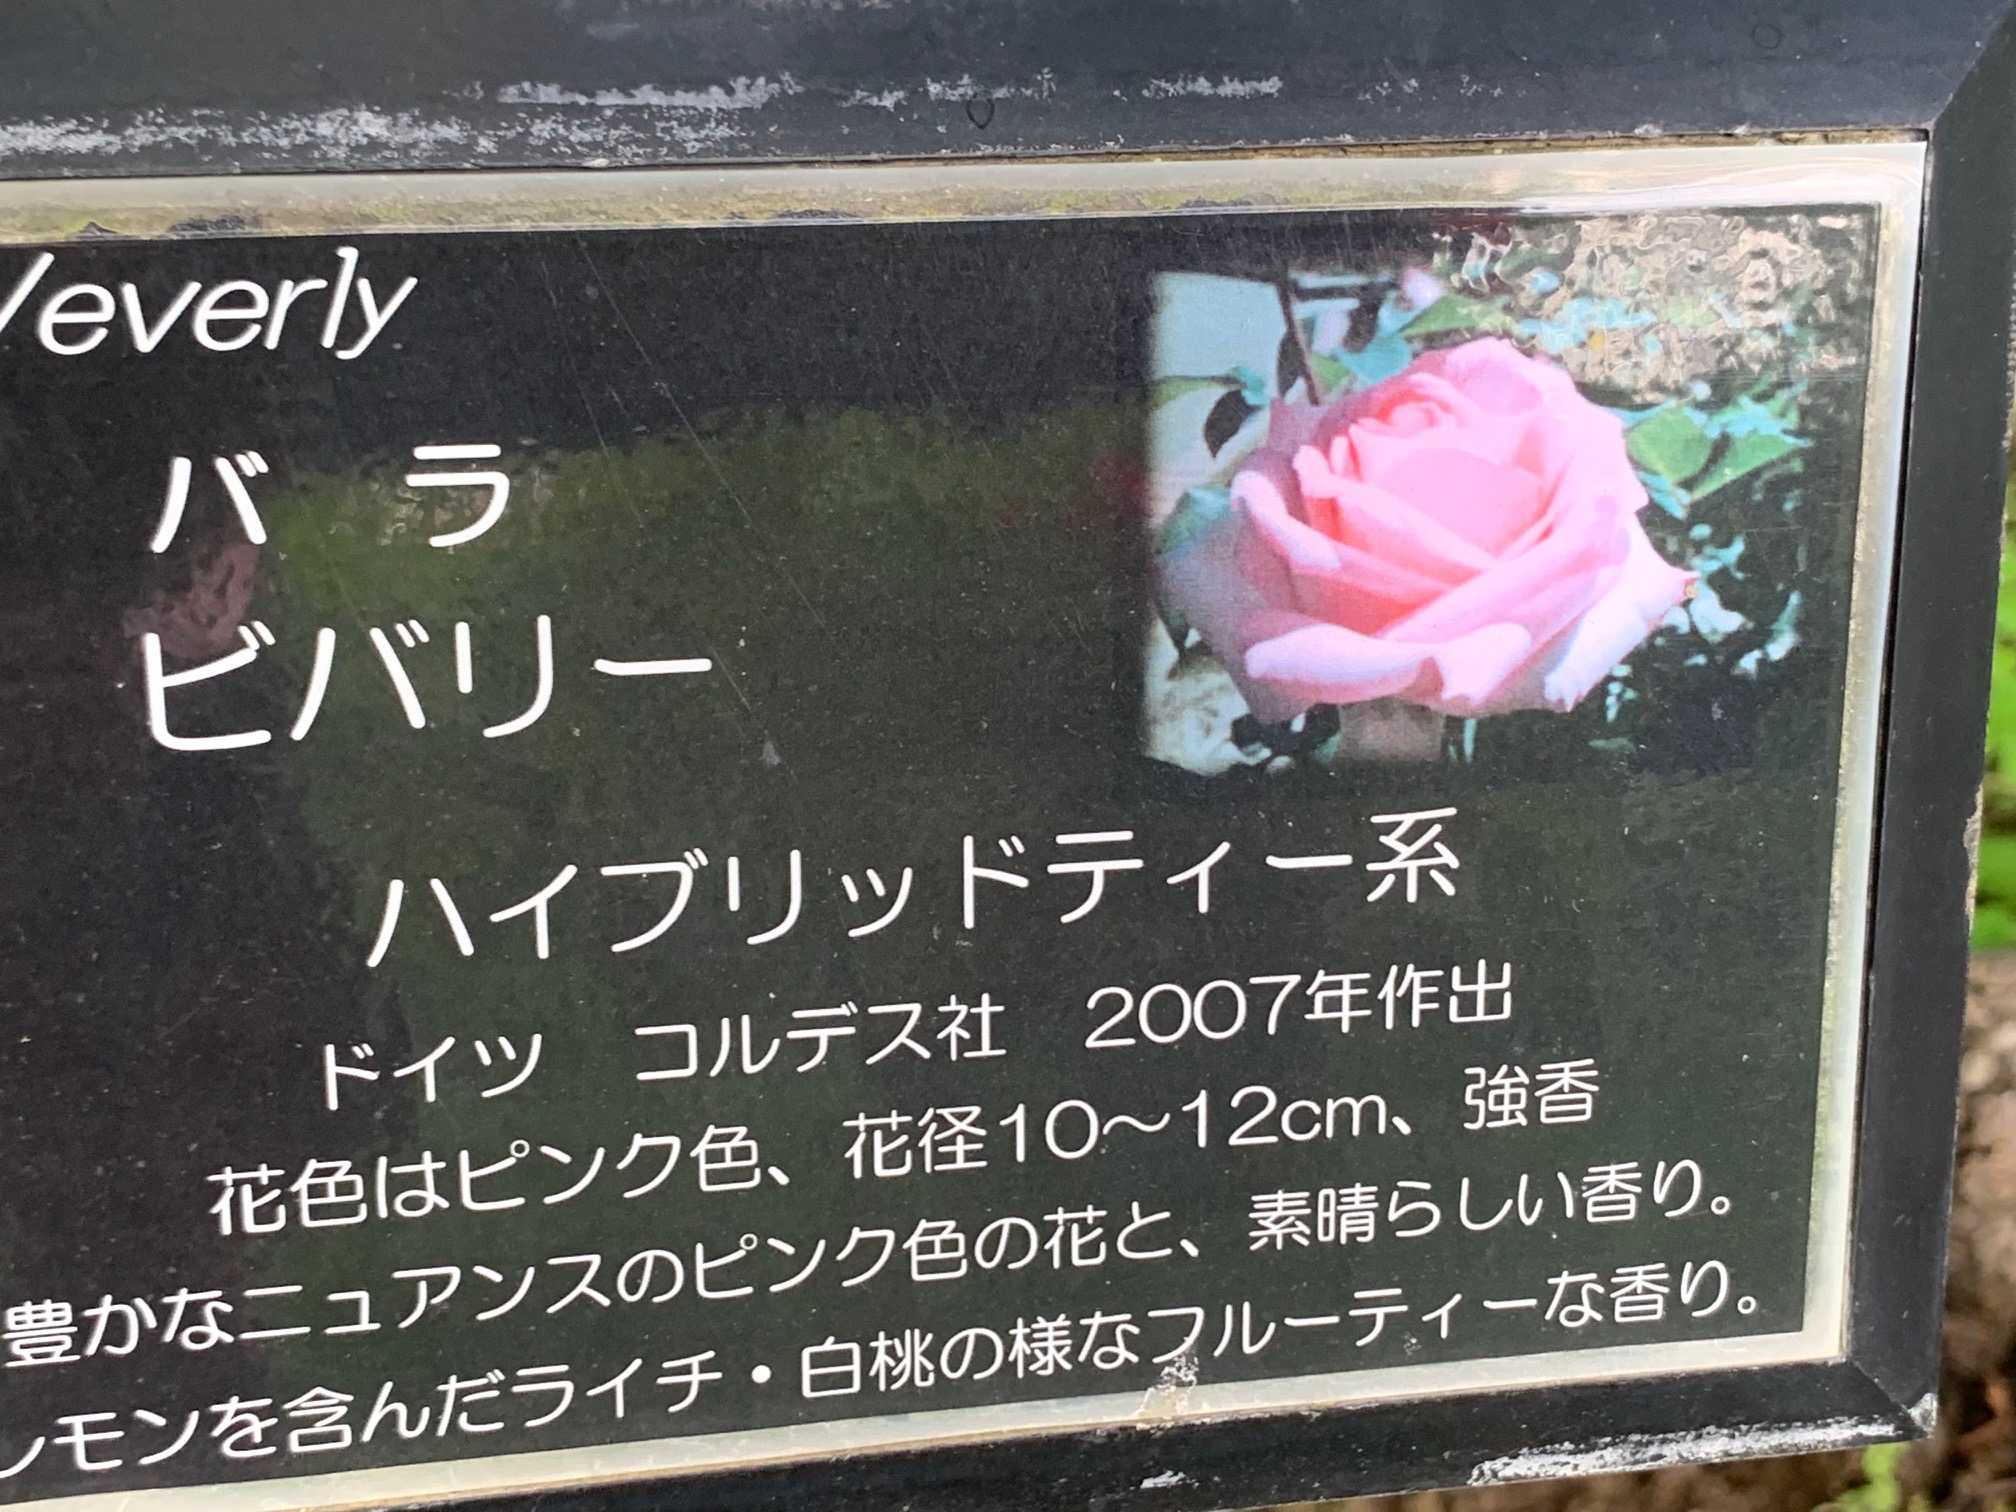 Veverly
バラ
ビバリー
ハイブリッドティー系
ドイツ　コルデス社　2007年作出
花色はピンク色、花径10～12cm、強香
豊かなニュアンスのピンク色の花と、素晴らしい香り。
レモンを含んだライチ・白桃の様なフルーティーな香り。